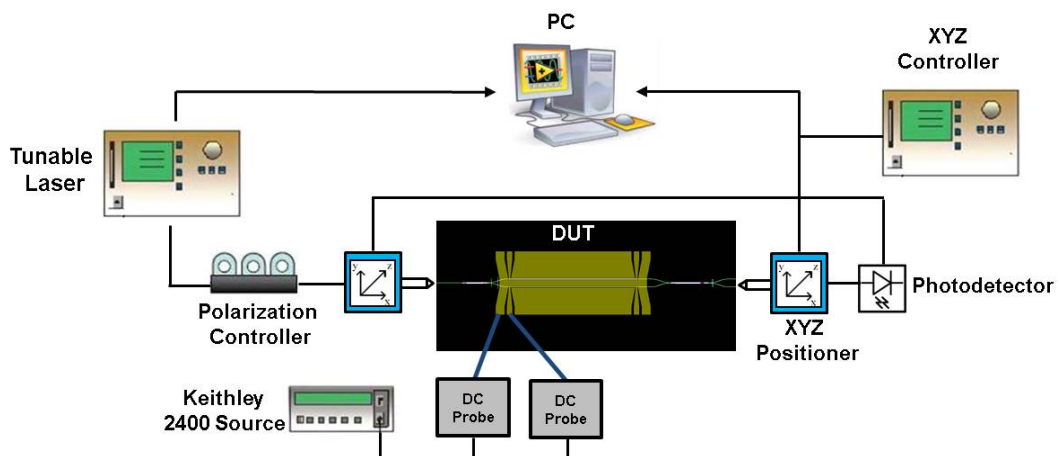 PC
XYZ
Controller
Tunable
Laser
DUT
y
z
x
y
z
x
Polarization
Controller
Photodetector
XYZ
Positioner
Keithley
2400 Source
DC
Probe
DC
Probe